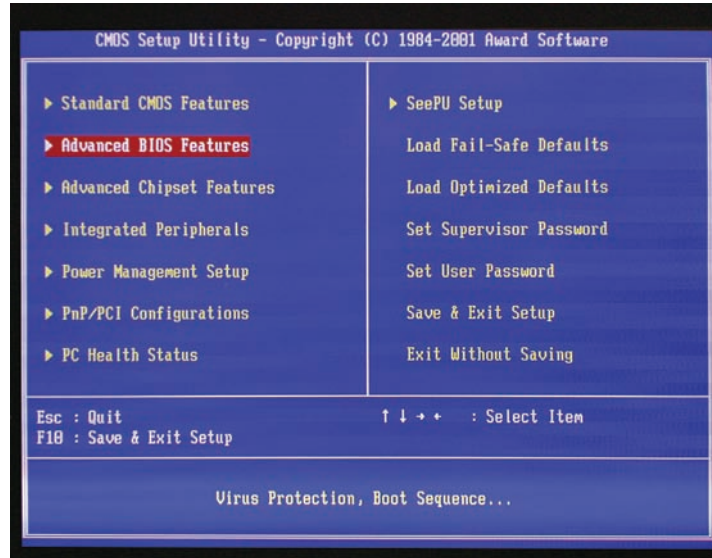 CMOS Setup Utility - Copyright (C) 1984-2001 Award Software
▶ Standard CMOS Features
▶ Advanced BIOS Features
▶ Advanced Chipset Features
▶ Integrated Peripherals
▶ Power Management Setup
▶ PnP/PCI Configurations
▶ PC Health Status
▶ SeePU Setup
Load Fail-Safe Defaults
Load Optimized Defaults
Set Supervisor Password
Set User Password
Save & Exit Setup
Exit Without Saving
Esc : Quit
F10 : Save & Exit Setup
↑ ↓ → ← : Select Item
Virus Protection, Boot Sequence...